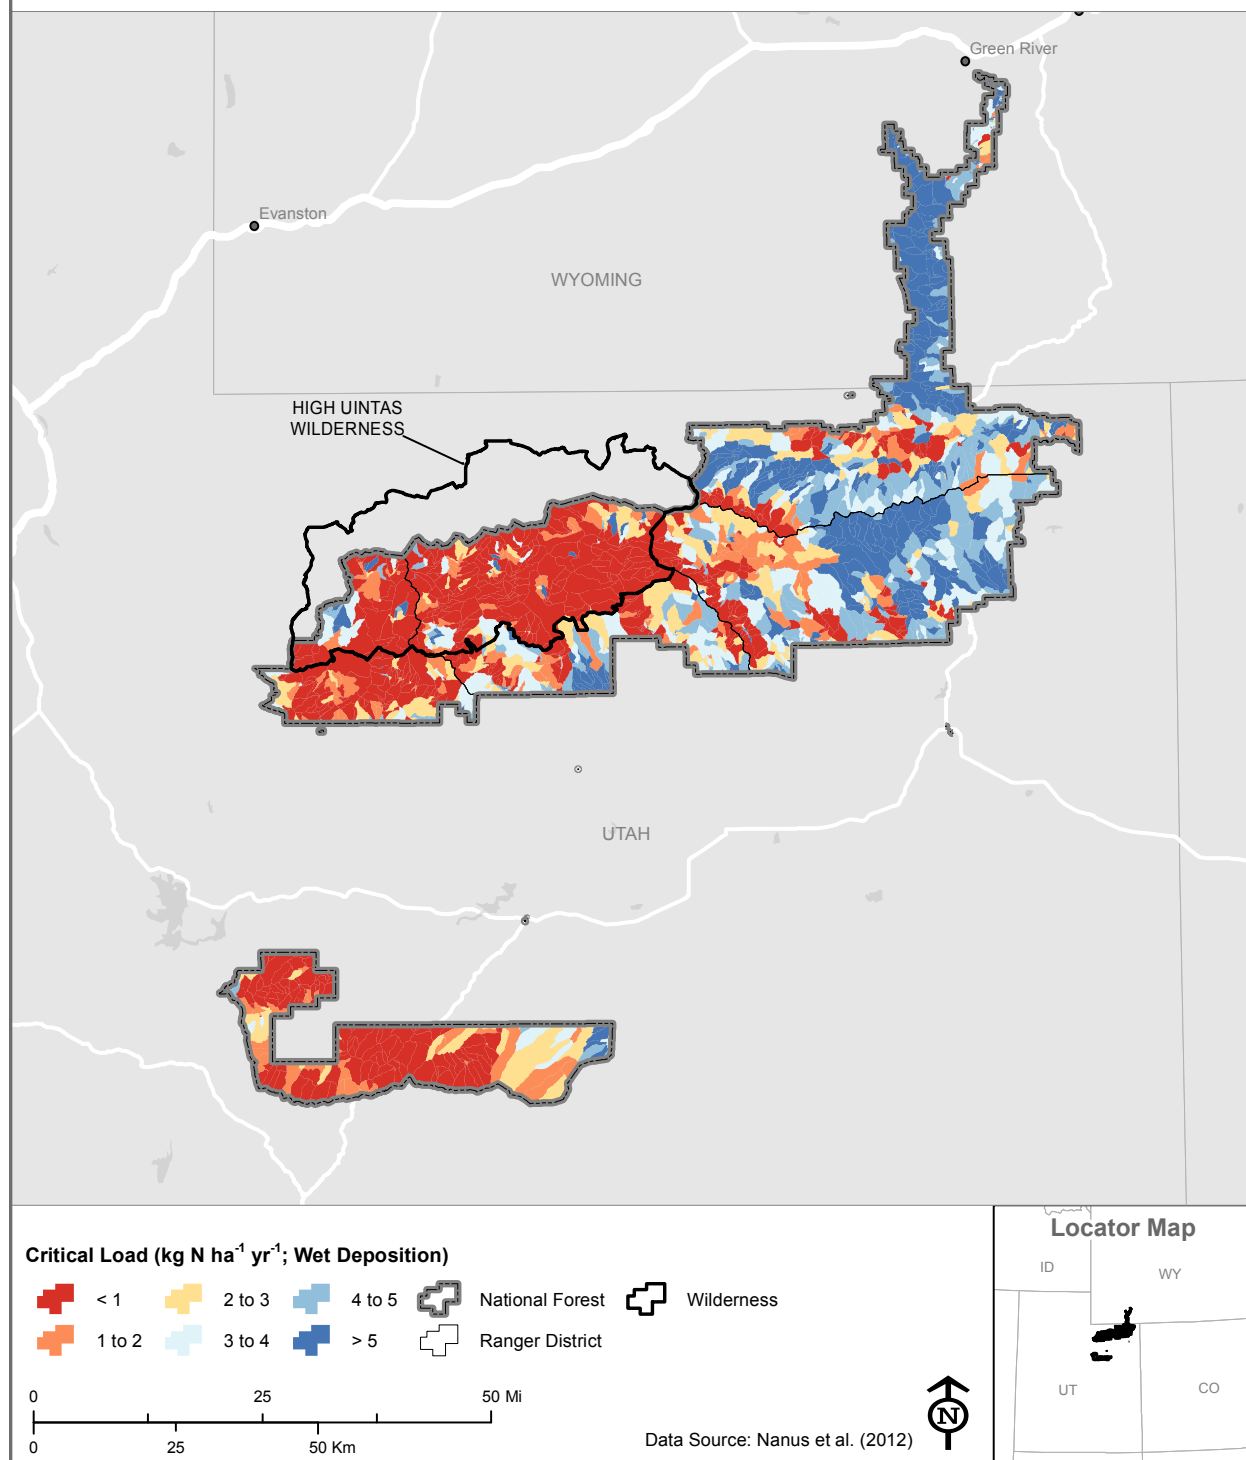 Green River
Evanston
WYOMING
HIGH UINTAS
WILDERNESS
UTAH
Critical Load (kg N ha⁻¹ yr⁻¹; Wet Deposition)
< 1
2 to 3
4 to 5
National Forest
Wilderness
1 to 2
3 to 4
> 5
Ranger District
0 25 50 Mi
0 25 50 Km
Data Source: Nanus et al. (2012)
N
Locator Map
ID
WY
UT
CO